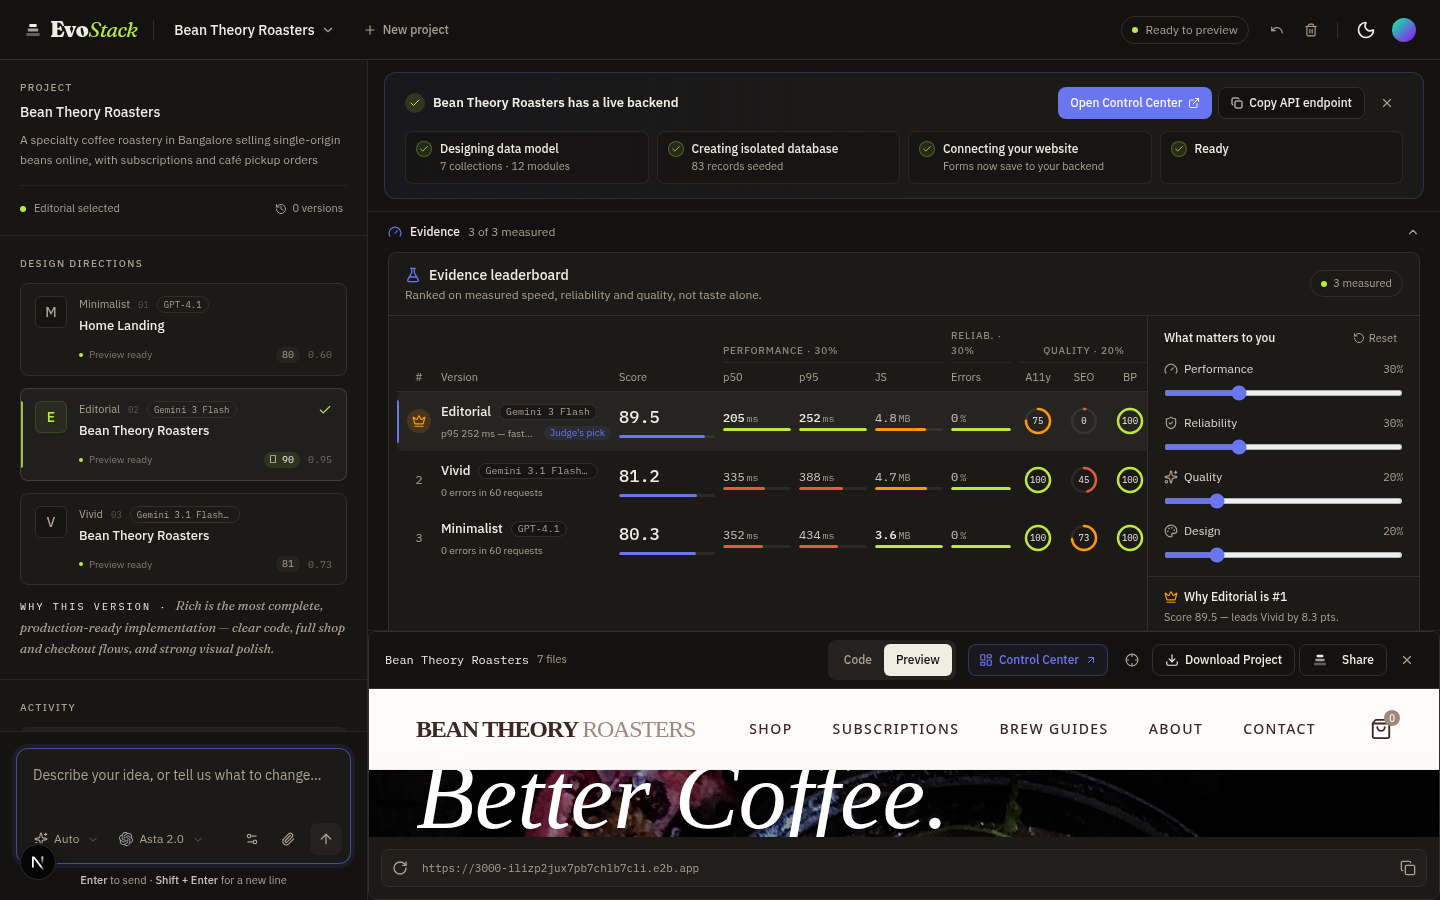 EvoStack
Bean Theory Roasters
New project
Ready to preview
PROJECT
Bean Theory Roasters
A specialty coffee roastery in Bangalore selling single-origin
beans online, with subscriptions and café pickup orders
Editorial selected
0 versions
DESIGN DIRECTIONS
M
Minimalist 01 GPT-4.1
Home Landing
Preview ready
80 0.60
E
Editorial 02 Gemini 3 Flash
Bean Theory Roasters
Preview ready
90 0.95
V
Vivid 03 Gemini 3.1 Flash…
Bean Theory Roasters
Preview ready
81 0.73
WHY THIS VERSION · Rich is the most complete,
production-ready implementation — clear code, full shop
and checkout flows, and strong visual polish.
ACTIVITY
Describe your idea, or tell us what to change...
Auto
Asta 2.0
N
Enter to send · Shift + Enter for a new line
Bean Theory Roasters has a live backend
Open Control Center
Copy API endpoint
Designing data model
7 collections · 12 modules
Creating isolated database
83 records seeded
Connecting your website
Forms now save to your backend
Ready
Evidence 3 of 3 measured
Evidence leaderboard
Ranked on measured speed, reliability and quality, not taste alone.
3 measured
PERFORMANCE · 30%
RELIAB. ·
30%
QUALITY · 20%
# Version Score p50 p95 JS Errors A11y SEO BP
Editorial Gemini 3 Flash 89.5 205 ms 252 ms 4.8 MB 0 % 75 0 100
p95 252 ms — fast… Judge's pick
2 Vivid Gemini 3.1 Flash… 81.2 335 ms 388 ms 4.7 MB 0 % 100 45 100
0 errors in 60 requests
3 Minimalist GPT-4.1 80.3 352 ms 434 ms 3.6 MB 0 % 100 73 100
0 errors in 60 requests
What matters to you
Reset
Performance 30%
Reliability 30%
Quality 20%
Design 20%
Why Editorial is #1
Score 89.5 — leads Vivid by 8.3 pts.
Bean Theory Roasters 7 files
Code
Preview
Control Center
Download Project
Share
BEAN THEORY ROASTERS
SHOP
SUBSCRIPTIONS
BREW GUIDES
ABOUT
CONTACT
0
Better Coffee.
https://3000-ilizp2jux7pb7chlb7cli.e2b.app